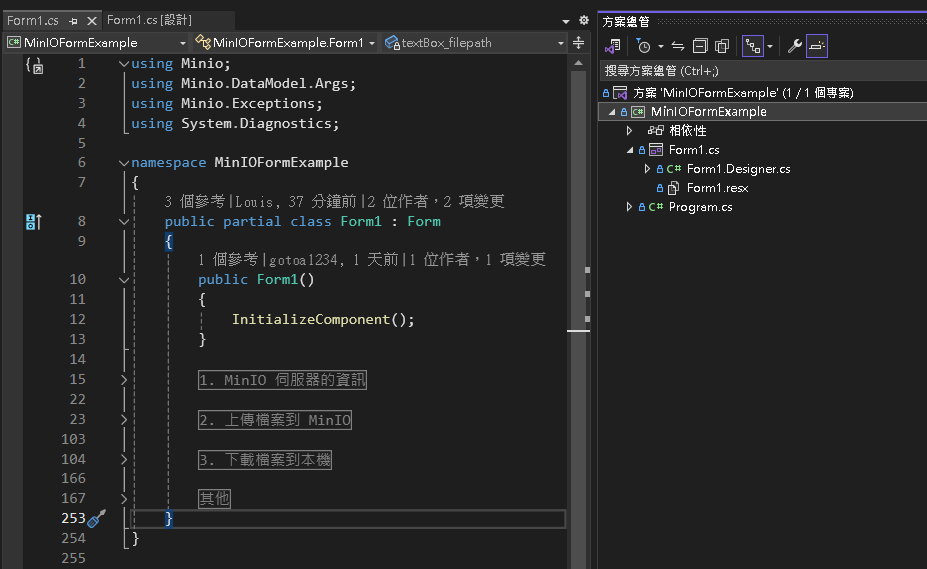 Form1.cs
Form1.cs [設計]
MinIOFormExample
MinIOFormExample.Form1
textBox_filepath
1 using Minio;
2 using Minio.DataModel.Args;
3 using Minio.Exceptions;
4 using System.Diagnostics;
5
6 namespace MinIOFormExample
7 {
3 個參考|Louis, 37 分鐘前|2 位作者，2 項變更
8 public partial class Form1 : Form
9 {
1 個參考|gotoa1234, 1 天前|1 位作者，1 項變更
10 public Form1()
11 {
12 InitializeComponent();
13 }
14
15 1. MinIO 伺服器的資訊
22
23 2. 上傳檔案到 MinIO
103
104 3. 下載檔案到本機
166
167 其他
253 }
254 }
255
方案總管
搜尋方案總管 (Ctrl+;)
方案 'MinIOFormExample' (1 / 1 個專案)
C# MinIOFormExample
相依性
Form1.cs
C# Form1.Designer.cs
Form1.resx
C# Program.cs